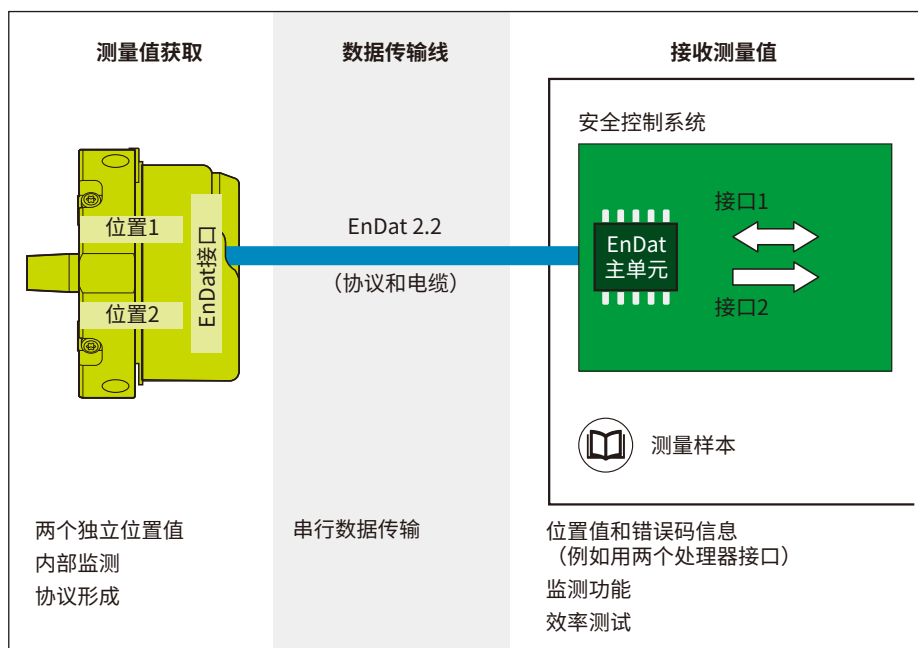 测量值获取
数据传输线
接收测量值
安全控制系统
位置1
位置2
EnDat接口
EnDat 2.2
（协议和电缆）
EnDat
主单元
接口1
接口2
测量样本
两个独立位置值
内部监测
协议形成
串行数据传输
位置值和错误码信息
（例如用两个处理器接口）
监测功能
效率测试